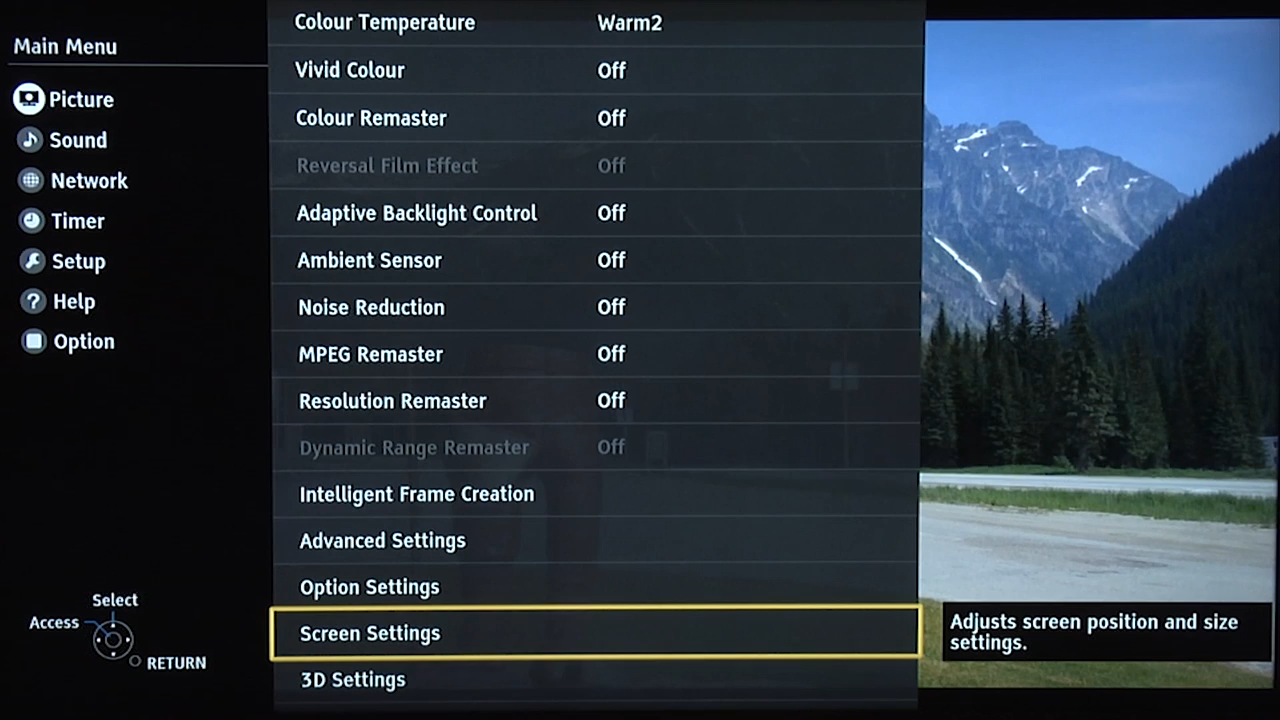 Main Menu
Picture
Sound
Network
Timer
Setup
? Help
Option
Select
Access
RETURN
Colour Temperature Warm2
Vivid Colour Off
Colour Remaster Off
Reversal Film Effect Off
Adaptive Backlight Control Off
Ambient Sensor Off
Noise Reduction Off
MPEG Remaster Off
Resolution Remaster Off
Dynamic Range Remaster Off
Intelligent Frame Creation
Advanced Settings
Option Settings
Screen Settings
3D Settings
Adjusts screen position and size
settings.